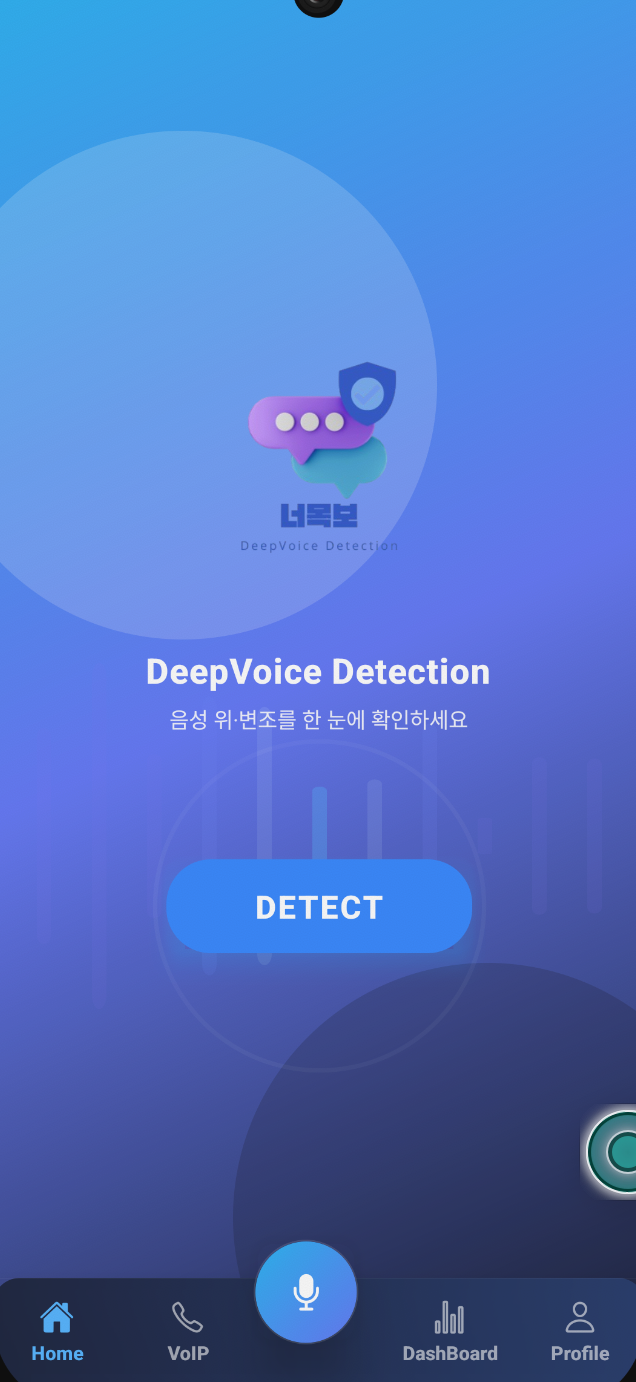 너목보
DeepVoice Detection
DeepVoice Detection
음성 위·변조를 한 눈에 확인하세요
DETECT
Home
VoIP
DashBoard
Profile